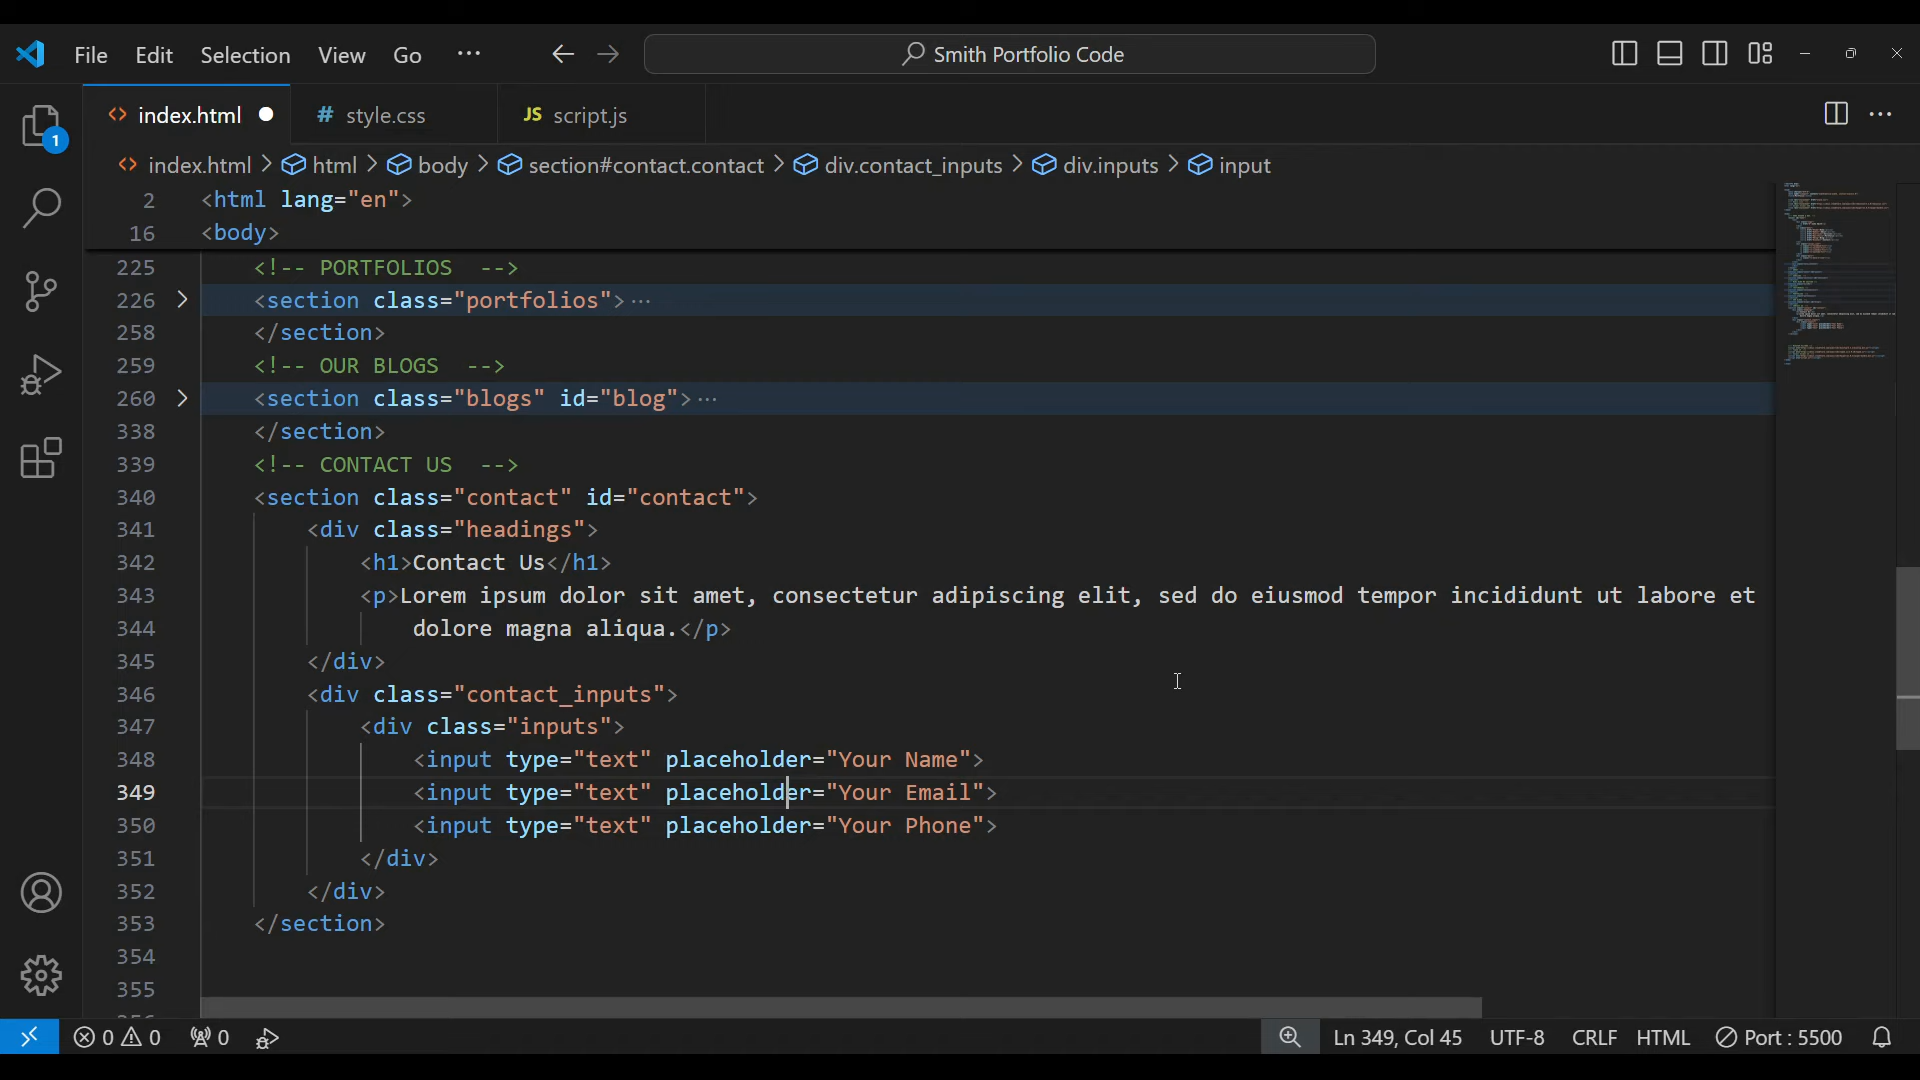 File Edit Selection View Go ··· Smith Portfolio Code
index.html style.css JS script.js
1
index.html > html > body > section#contact.contact > div.contact_inputs > div.inputs > input
2 <html lang="en">
16 <body>
225 <!-- PORTFOLIOS  -->
226 <section class="portfolios">···
258 </section>
259 <!-- OUR BLOGS  -->
260 <section class="blogs" id="blog">···
338 </section>
339 <!-- CONTACT US  -->
340 <section class="contact" id="contact">
341 <div class="headings">
342 <h1>Contact Us</h1>
343 <p>Lorem ipsum dolor sit amet, consectetur adipiscing elit, sed do eiusmod tempor incididunt ut labore et
344 dolore magna aliqua.</p>
345 </div>
346 <div class="contact_inputs">
347 <div class="inputs">
348 <input type="text" placeholder="Your Name">
349 <input type="text" placeholder="Your Email">
350 <input type="text" placeholder="Your Phone">
351 </div>
352 </div>
353 </section>
354
355
0 0 0 Ln 349, Col 45 UTF-8 CRLF HTML Port : 5500